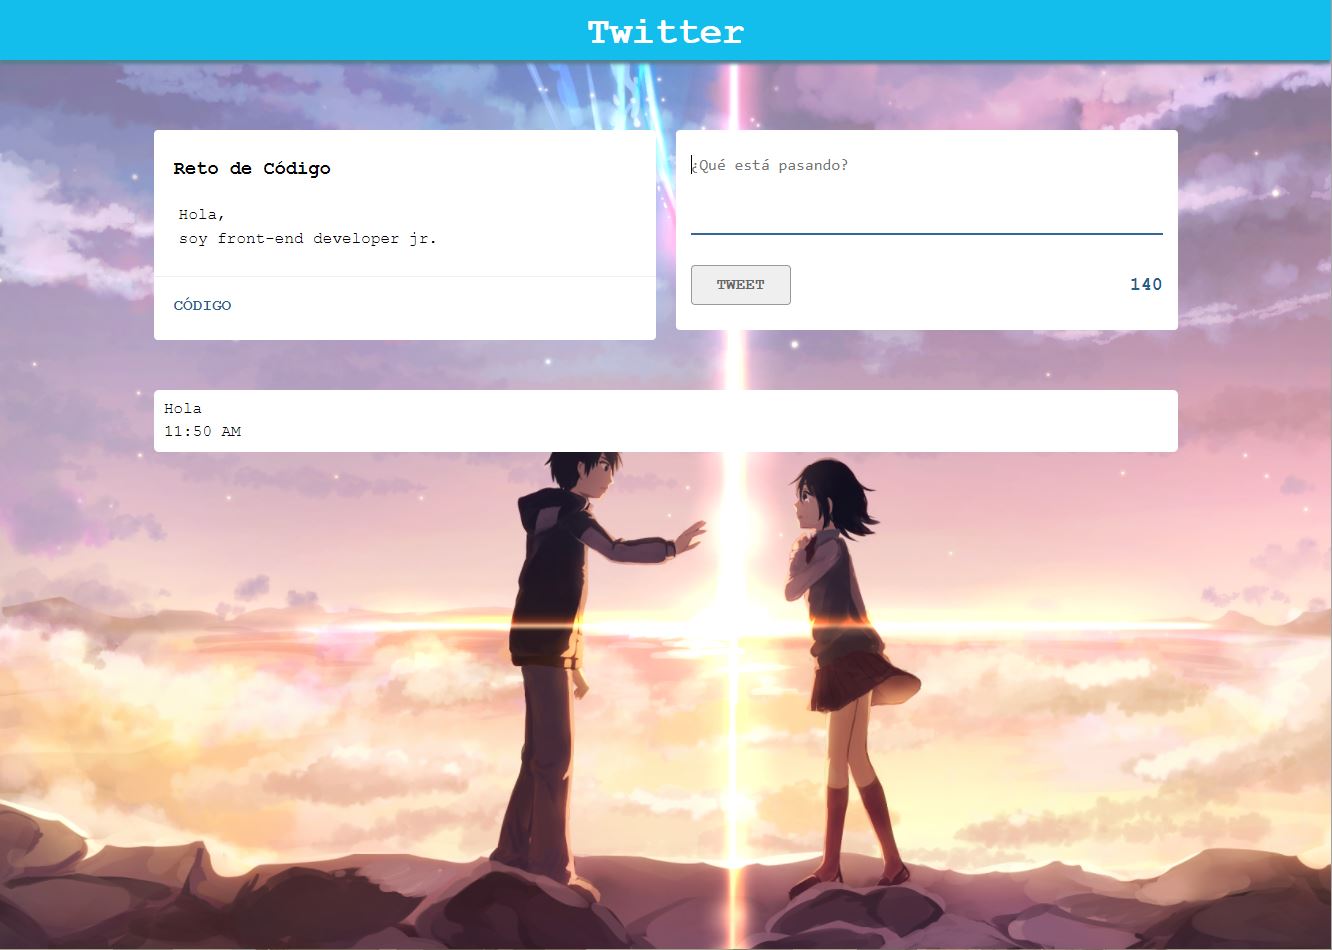 Twitter
Reto de Código
Hola,
soy front-end developer jr.
CÓDIGO
¿Qué está pasando?
TWEET
140
Hola
11:50 AM